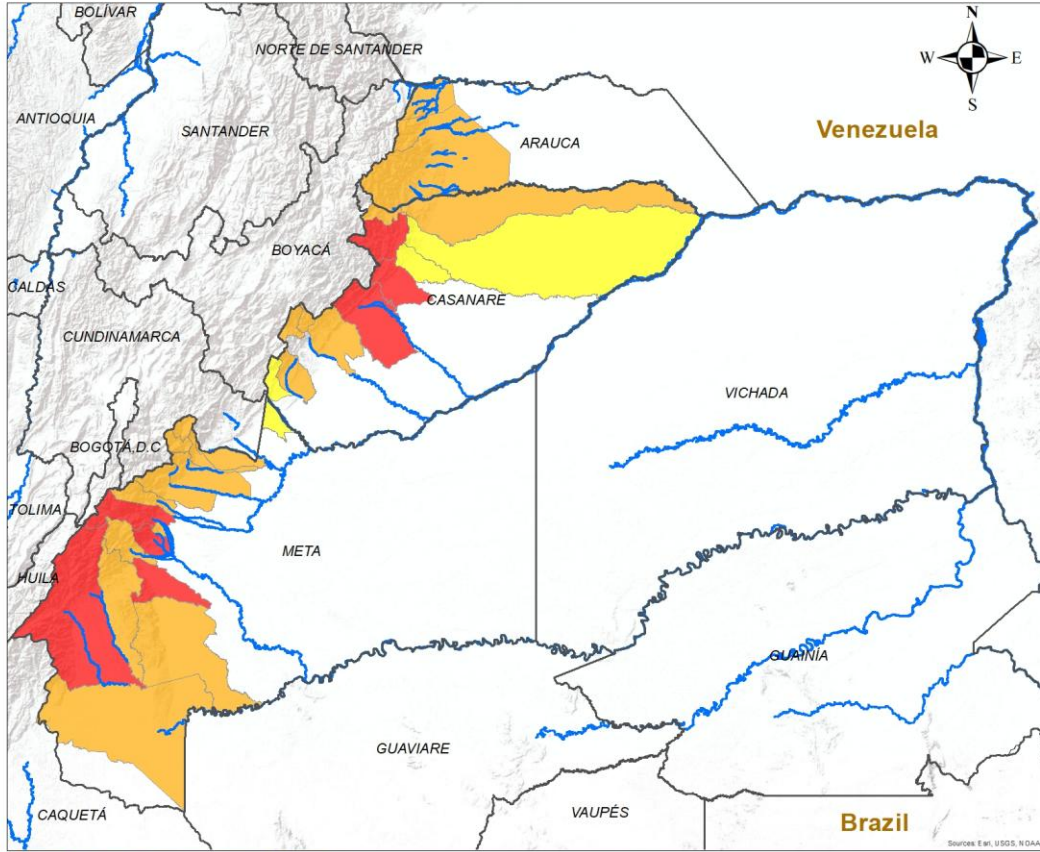 BOLÍVAR
N
NORTE DE SANTANDER
W
E
S
ANTIOQUIA
SANTANDER
Venezuela
ARAUCA
BOYACÁ
CALDAS
CASANARE
CUNDINAMARCA
VICHADA
BOGOTÁ, D.C
TOLIMA
META
HUILA
GUAINÍA
GUAVIARE
CAQUETÁ
VAUPÉS
Brazil
Sources: Esri, USGS, NOAA